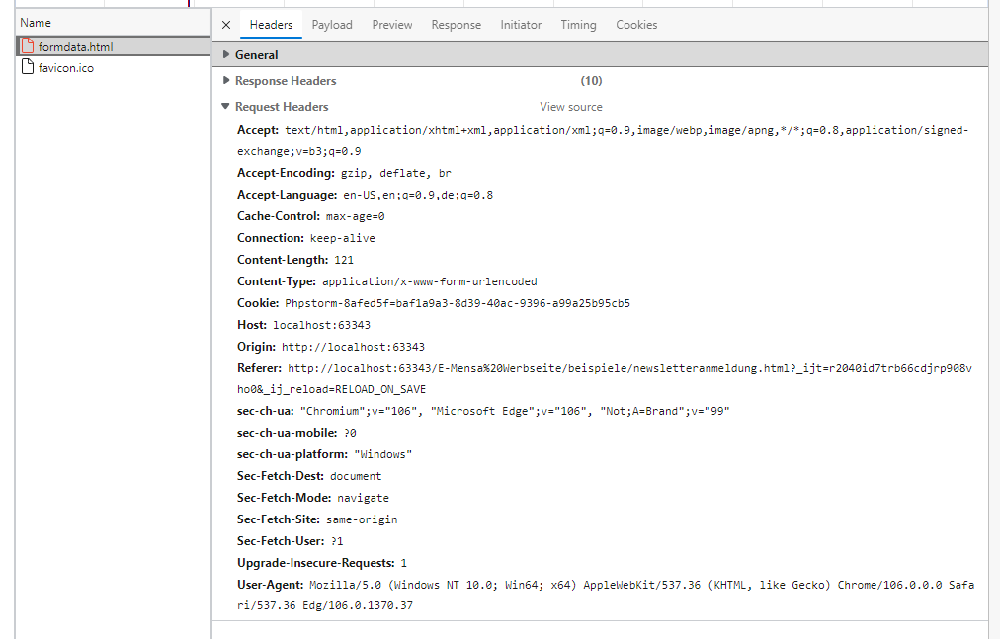 Name
Headers Payload Preview Response Initiator Timing Cookies
formdata.html
favicon.ico
General
Response Headers (10)
Request Headers View source
Accept: text/html,application/xhtml+xml,application/xml;q=0.9,image/webp,image/apng,*/*;q=0.8,application/signed-
exchange;v=b3;q=0.9
Accept-Encoding: gzip, deflate, br
Accept-Language: en-US,en;q=0.9,de;q=0.8
Cache-Control: max-age=0
Connection: keep-alive
Content-Length: 121
Content-Type: application/x-www-form-urlencoded
Cookie: Phpstorm-8afed5f=baf1a9a3-8d39-40ac-9396-a99a25b95cb5
Host: localhost:63343
Origin: http://localhost:63343
Referer: http://localhost:63343/E-Mensa%20Werbseite/beispiele/newsletteranmeldung.html?_ijt=r2040id7trb66cdjrp908v
ho0&_ij_reload=RELOAD_ON_SAVE
sec-ch-ua: "Chromium";v="106", "Microsoft Edge";v="106", "Not;A=Brand";v="99"
sec-ch-ua-mobile: ?0
sec-ch-ua-platform: "Windows"
Sec-Fetch-Dest: document
Sec-Fetch-Mode: navigate
Sec-Fetch-Site: same-origin
Sec-Fetch-User: ?1
Upgrade-Insecure-Requests: 1
User-Agent: Mozilla/5.0 (Windows NT 10.0; Win64; x64) AppleWebKit/537.36 (KHTML, like Gecko) Chrome/106.0.0.0 Safa
ri/537.36 Edg/106.0.1370.37